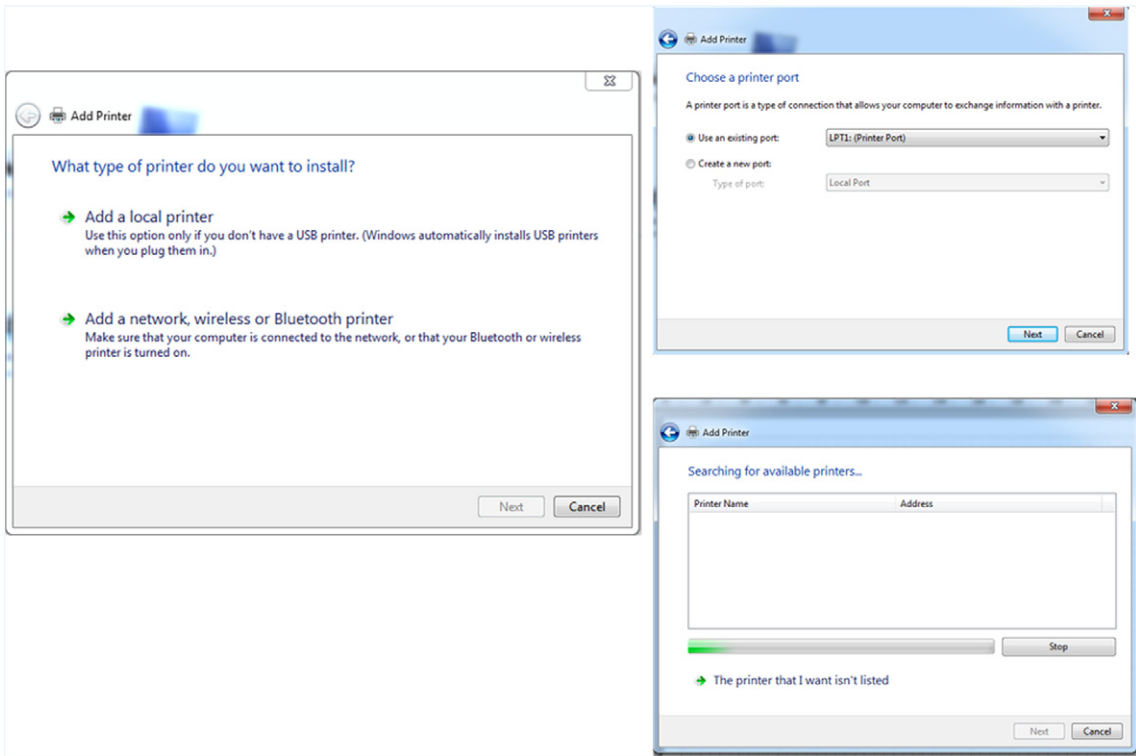 Add Printer
What type of printer do you want to install?
Add a local printer
Use this option only if you don't have a USB printer. (Windows automatically installs USB printers
when you plug them in.)
Add a network, wireless or Bluetooth printer
Make sure that your computer is connected to the network, or that your Bluetooth or wireless
printer is turned on.
Next Cancel
Add Printer
Choose a printer port
A printer port is a type of connection that allows your computer to exchange information with a printer.
Use an existing port: LPT1: (Printer Port)
Create a new port:
Type of port: Local Port
Next Cancel
Add Printer
Searching for available printers...
Printer Name Address
Stop
The printer that I want isn't listed
Next Cancel